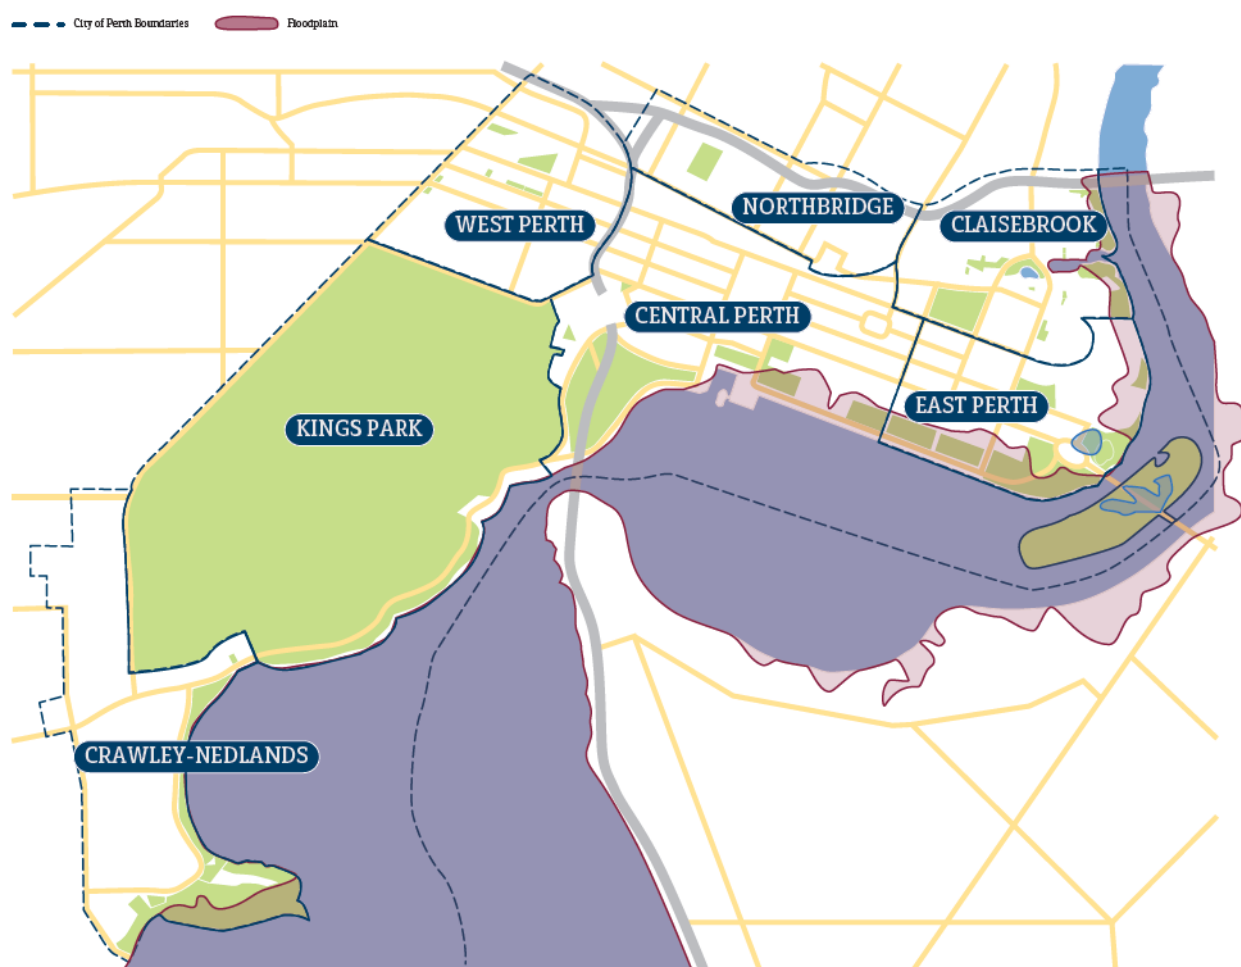 City of Perth Boundaries
Floodplain
NORTHBRIDGE
WEST PERTH
CLAISEBROOK
CENTRAL PERTH
EAST PERTH
KINGS PARK
CRAWLEY-NEDLANDS